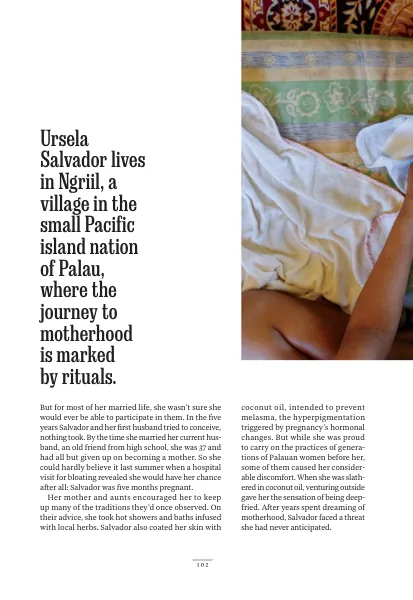 Ursela
Salvador lives
in Ngriil, a
village in the
small Pacific
island nation
of Palau,
where the
journey to
motherhood
is marked
by rituals.
But for most of her married life, she wasn't sure she
would ever be able to participate in them. In the five
years Salvador and her first husband tried to conceive,
nothing took. By the time she married her current hus-
band, an old friend from high school, she was 37 and
had all but given up on becoming a mother. So she
could hardly believe it last summer when a hospital
visit for bloating revealed she would have her chance
after all: Salvador was five months pregnant.
Her mother and aunts encouraged her to keep
up many of the traditions they'd once observed. On
their advice, she took hot showers and baths infused
with local herbs. Salvador also coated her skin with
coconut oil, intended to prevent
melasma, the hyperpigmentation
triggered by pregnancy's hormonal
changes. But while she was proud
to carry on the practices of genera-
tions of Palauan women before her,
some of them caused her consider-
able discomfort. When she was slath-
ered in coconut oil, venturing outside
gave her the sensation of being deep-
fried. After years spent dreaming of
motherhood, Salvador faced a threat
she had never anticipated.
102